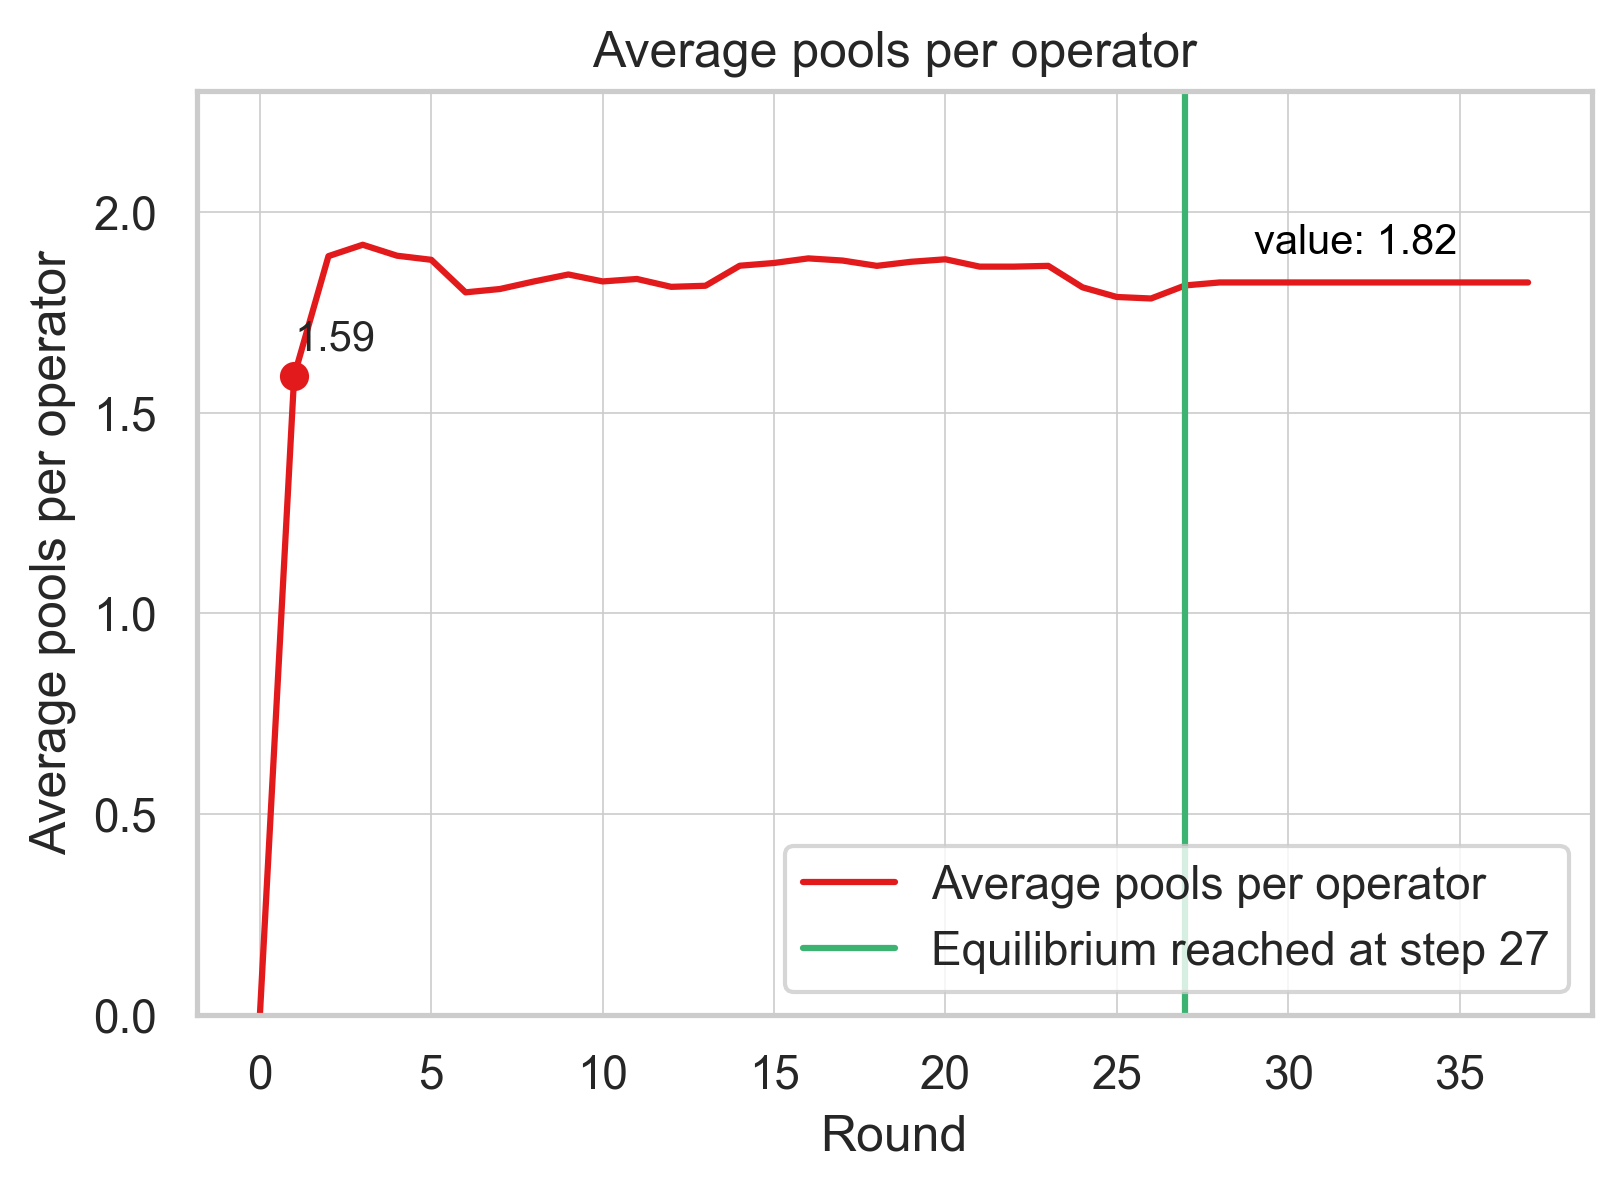 Average pools per operator
Average pools per operator
2.0
1.5
1.0
0.5
0.0
value: 1.82
1.59
Average pools per operator
Equilibrium reached at step 27
0 5 10 15 20 25 30 35
Round